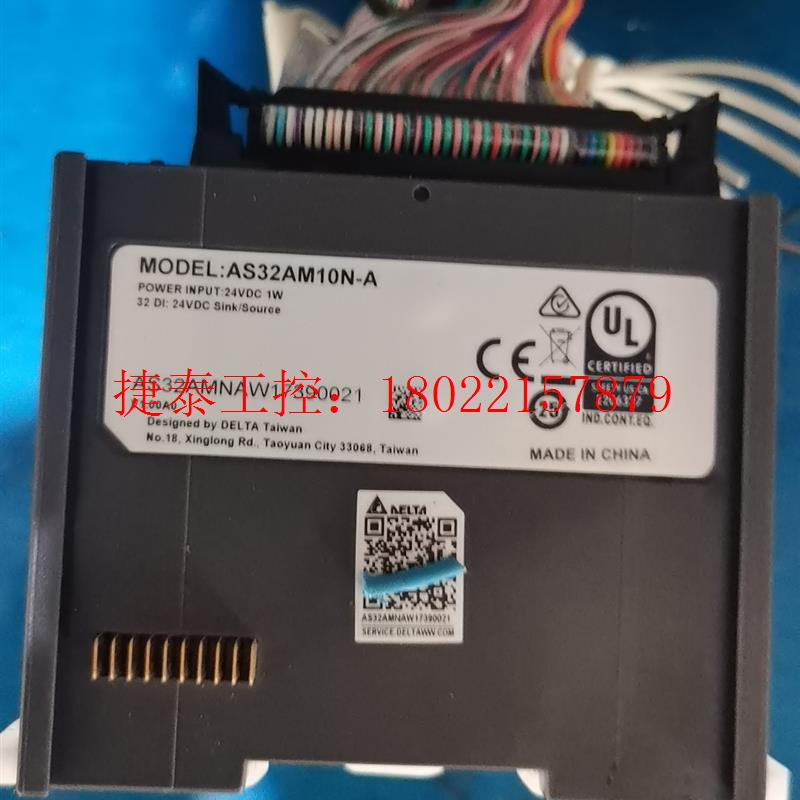 MODEL:AS32AM10N-A
POWER INPUT:24VDC 1W
32 DI: 24VDC Sink/Source
AS32AMNAW17390021
捷泰工控：18022157879
Designed by DELTA Taiwan
No.18, Xinglong Rd., Taoyuan City 33068, Taiwan
CE
UL
CERTIFIED
25
IND.CONT.EQ.
MADE IN CHINA
DELTA
AS32AMNAW17390021
SERVICE.DELTAWW.COM